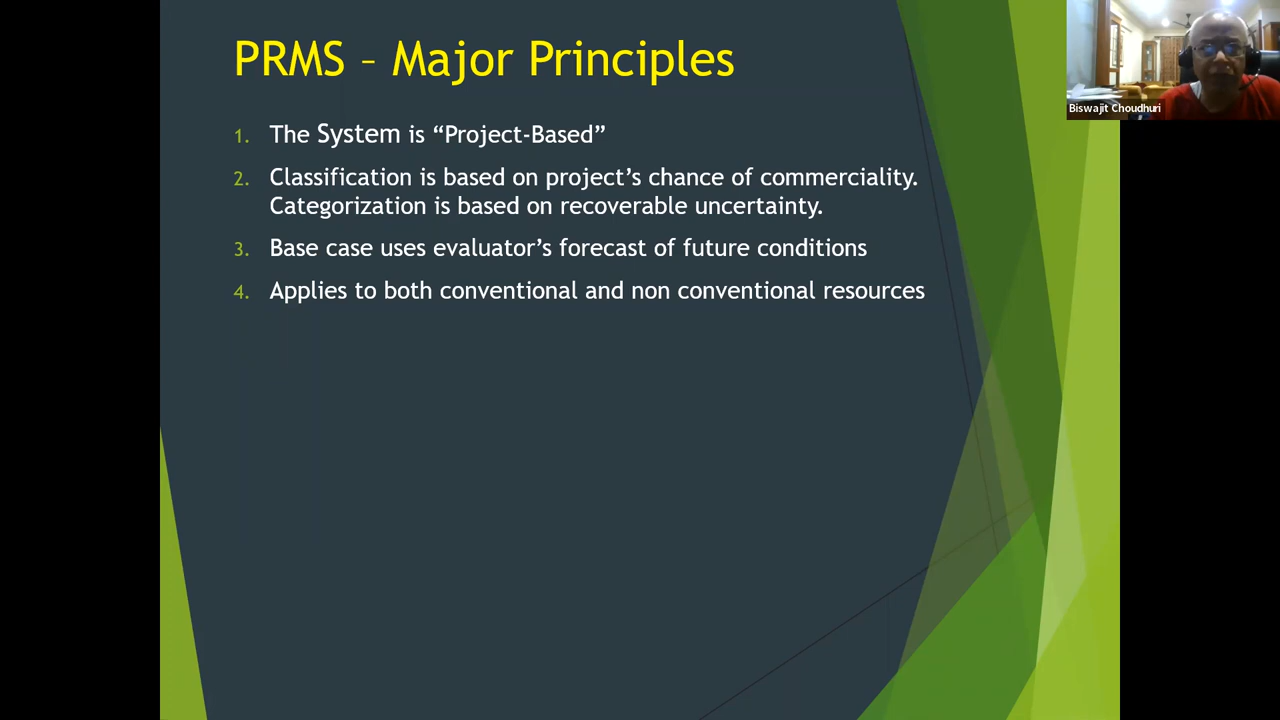 PRMS – Major Principles
1. The System is “Project-Based”
2. Classification is based on project’s chance of commerciality.
Categorization is based on recoverable uncertainty.
3. Base case uses evaluator’s forecast of future conditions
4. Applies to both conventional and non conventional resources
Biswajit Choudhuri